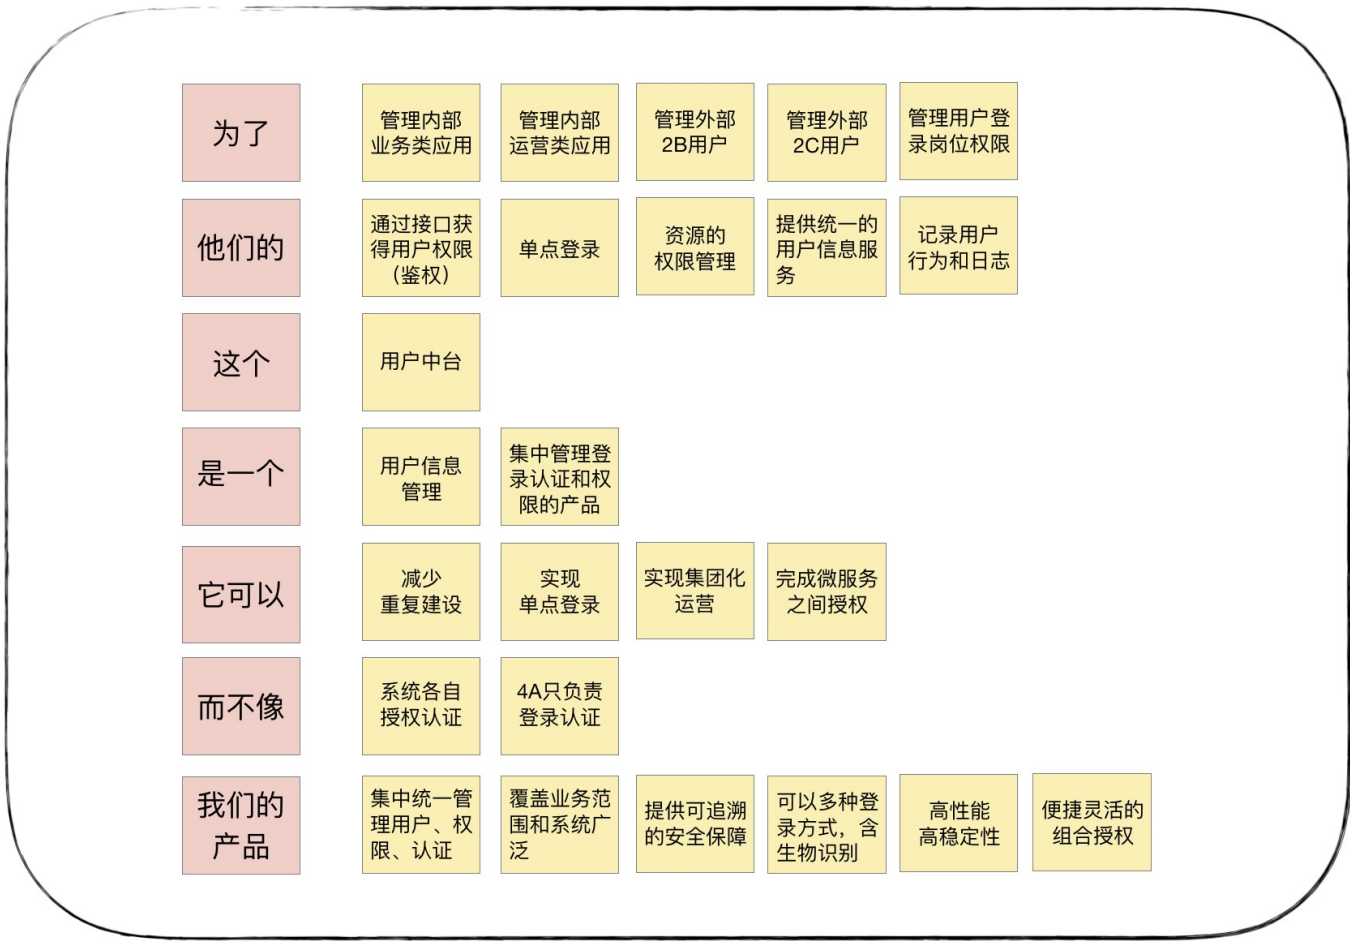 为了
管理内部
业务类应用
管理内部
运营类应用
管理外部
2B用户
管理外部
2C用户
管理用户登
录岗位权限
他们的
通过接口获
得用户权限
（鉴权）
单点登录
资源的
权限管理
提供统一的
用户信息服
务
记录用户
行为和日志
这个
用户中台
是一个
用户信息
管理
集中管理登
录认证和权
限的产品
它可以
减少
重复建设
实现
单点登录
实现集团化
运营
完成微服务
之间授权
而不像
系统各自
授权认证
4A只负责
登录认证
我们的
产品
集中统一管
理用户、权
限、认证
覆盖业务范
围和系统广
泛
提供可追溯
的安全保障
可以多种登
录方式，含
生物识别
高性能
高稳定性
便捷灵活的
组合授权